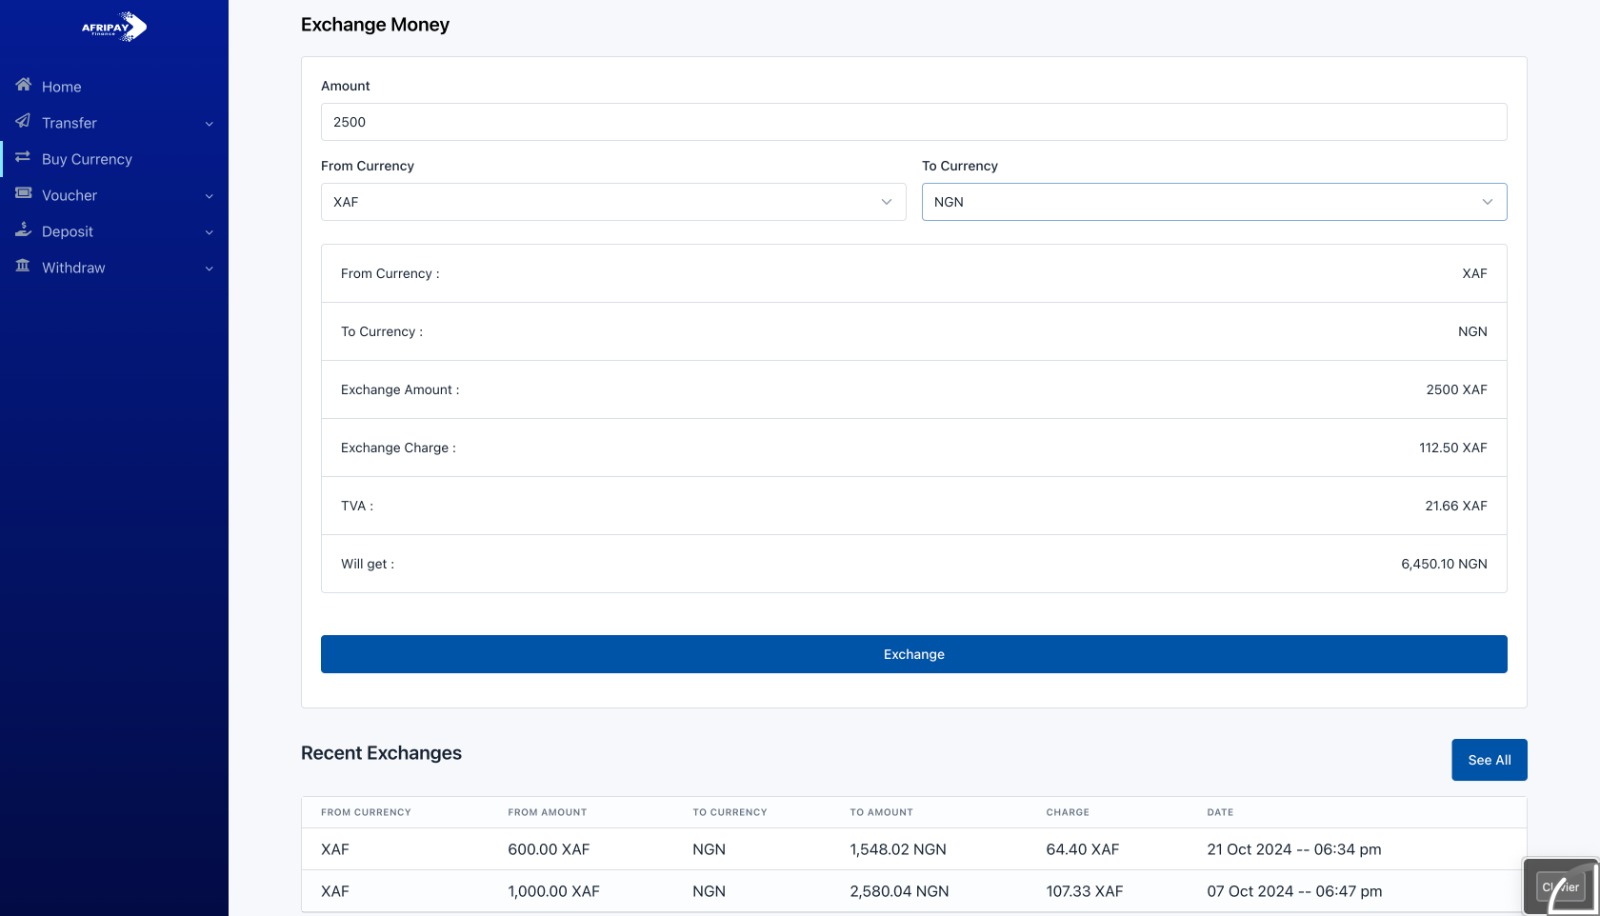 AFRIPAY
finance
Home
Transfer
Buy Currency
Voucher
Deposit
Withdraw
Exchange Money
Amount
2500
From Currency To Currency
XAF NGN
From Currency : XAF
To Currency : NGN
Exchange Amount : 2500 XAF
Exchange Charge : 112.50 XAF
TVA : 21.66 XAF
Will get : 6,450.10 NGN
Exchange
Recent Exchanges
See All
FROM CURRENCY FROM AMOUNT TO CURRENCY TO AMOUNT CHARGE DATE
XAF 600.00 XAF NGN 1,548.02 NGN 64.40 XAF 21 Oct 2024 -- 06:34 pm
XAF 1,000.00 XAF NGN 2,580.04 NGN 107.33 XAF 07 Oct 2024 -- 06:47 pm